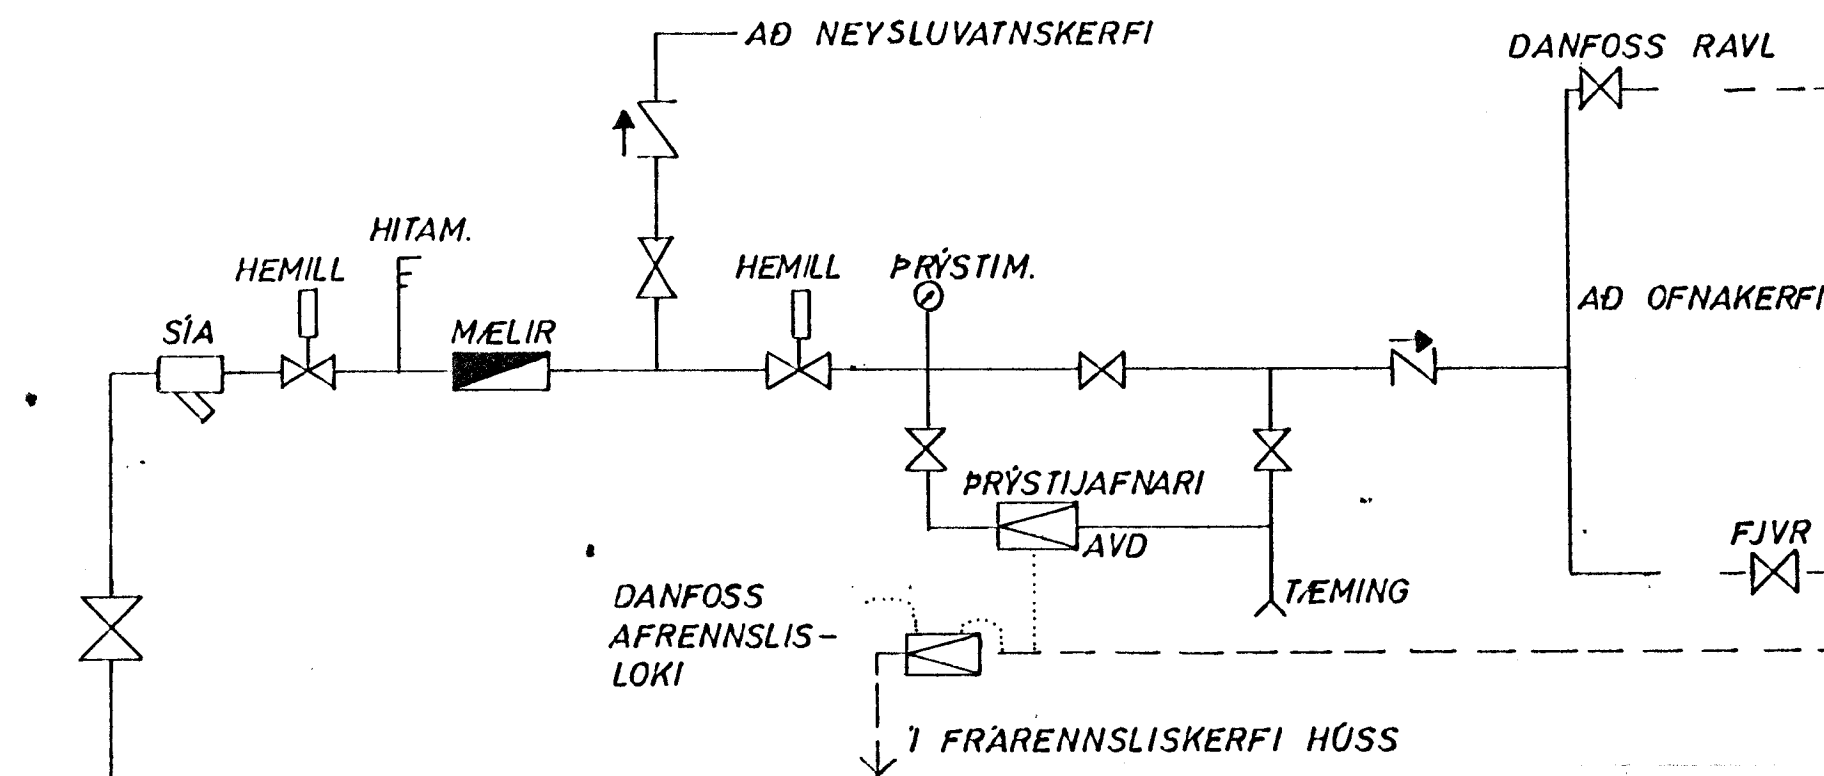 AÐ NEYSLUVATNSKERFI
DANFOSS RAVL
HITAM.
HEMILL
HEMILL
ÞRÝSTIM.
AÐ OFNAKERFI
SÍA
MÆLIR
ÞRÝSTIJAFNARI
AVD
FJVR
DANFOSS
AFRENNSLIS-
LOKI
TÆMING
Í FRÁRENNSLISKERFI HÚSS